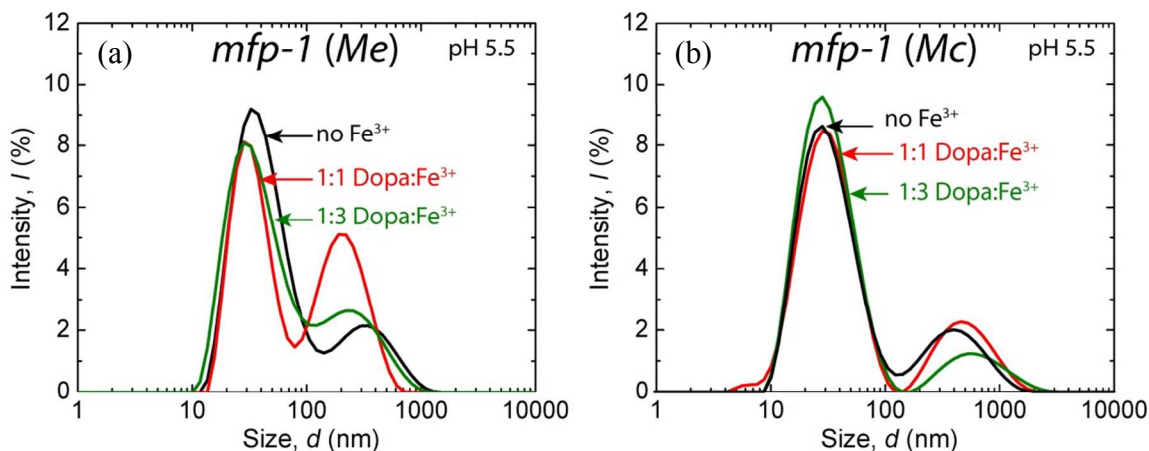 (a)
mfp-1 (Me)
pH 5.5
no Fe³⁺
1:1 Dopa:Fe³⁺
1:3 Dopa:Fe³⁺
Intensity, I (%)
12
10
8
6
4
2
0
1
10
100
1000
10000
Size, d (nm)
(b)
mfp-1 (Mc)
pH 5.5
no Fe³⁺
1:1 Dopa:Fe³⁺
1:3 Dopa:Fe³⁺
Intensity, I (%)
12
10
8
6
4
2
0
1
10
100
1000
10000
Size, d (nm)